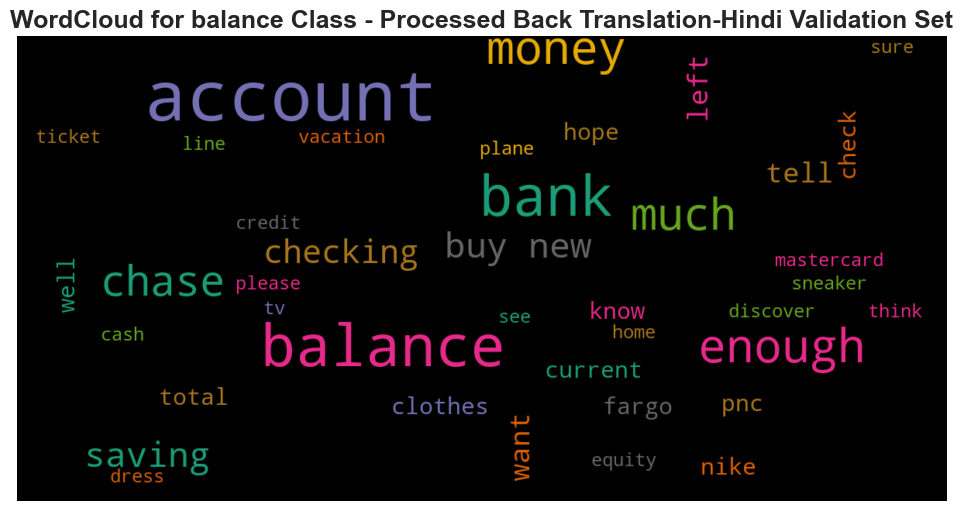 WordCloud for balance Class - Processed Back Translation-Hindi Validation Set
money
sure
left
account
ticket
line
vacation
plane
hope
check
tell
bank
much
credit
checking
buy new
well
chase
please
mastercard
sneaker
tv
see
know
discover
think
cash
home
balance
enough
current
total
clothes
fargo
pnc
want
saving
dress
equity
nike